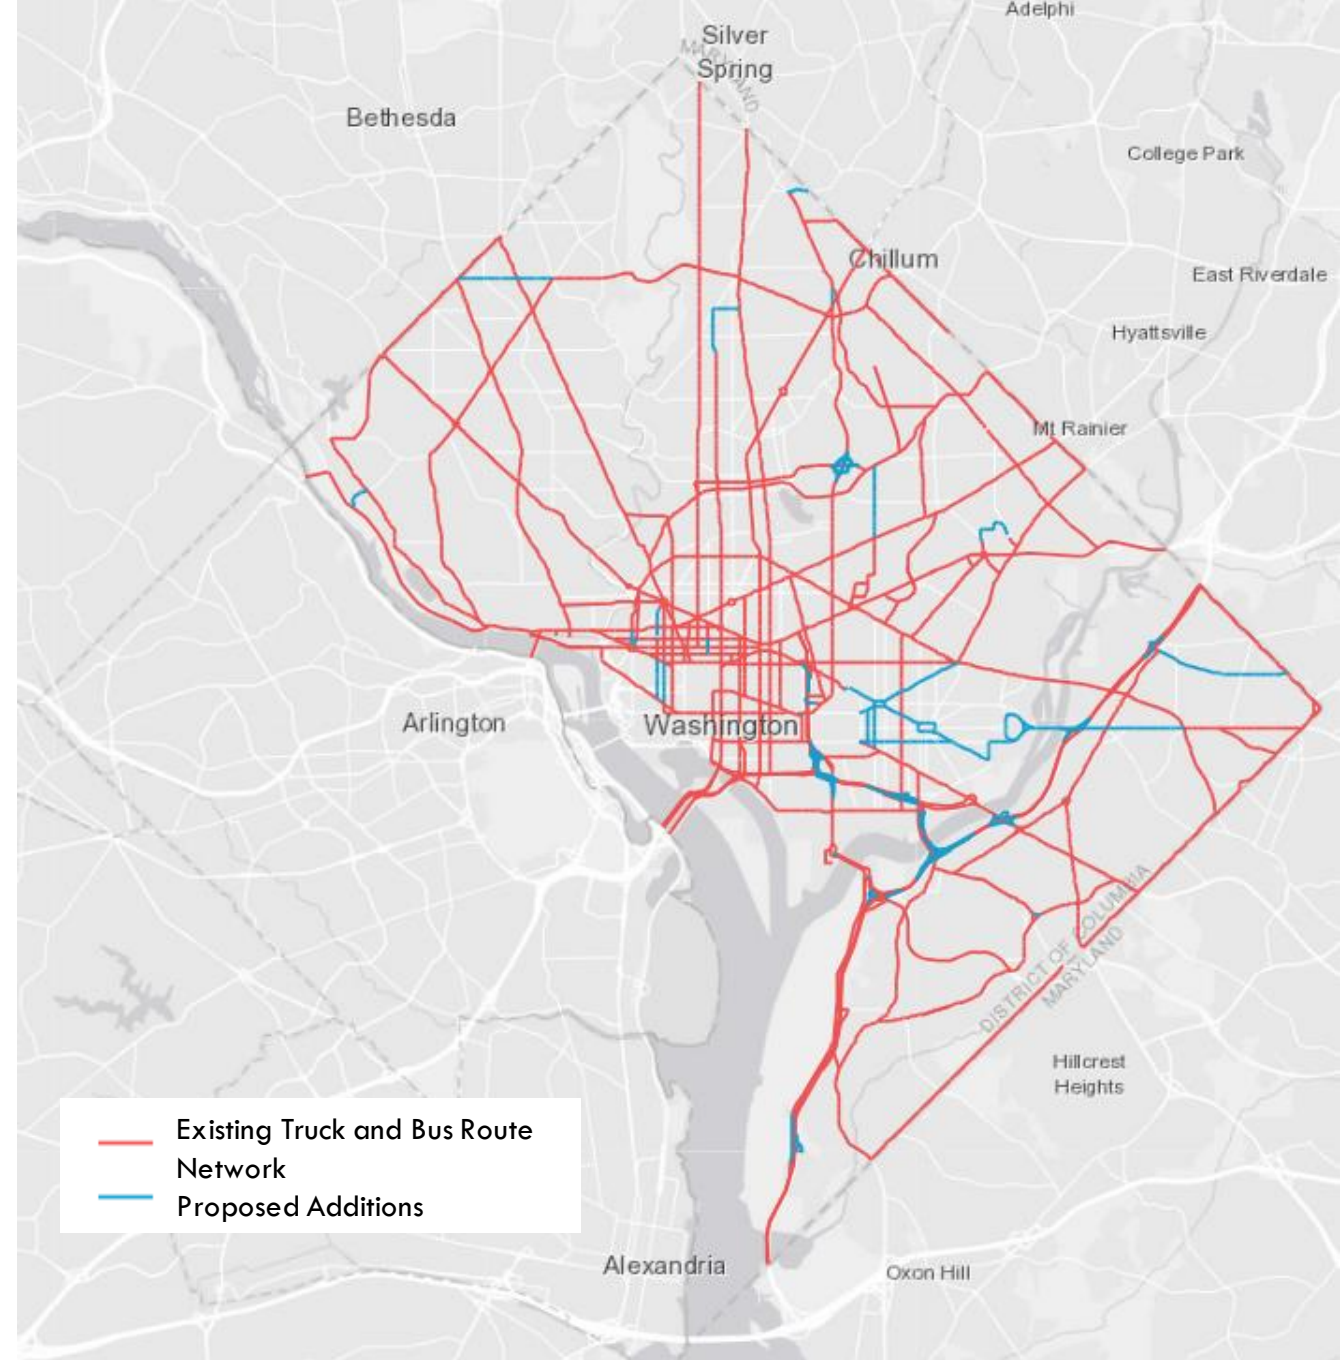 Adelphi
Silver
Spring
MARYLAND
Bethesda
College Park
Chillum
East Riverdale
Hyattsville
Mt Rainier
Arlington
Washington
DISTRICT OF COLUMBIA
MARYLAND
Hillcrest
Heights
Existing Truck and Bus Route
Network
Proposed Additions
Alexandria
Oxon Hill